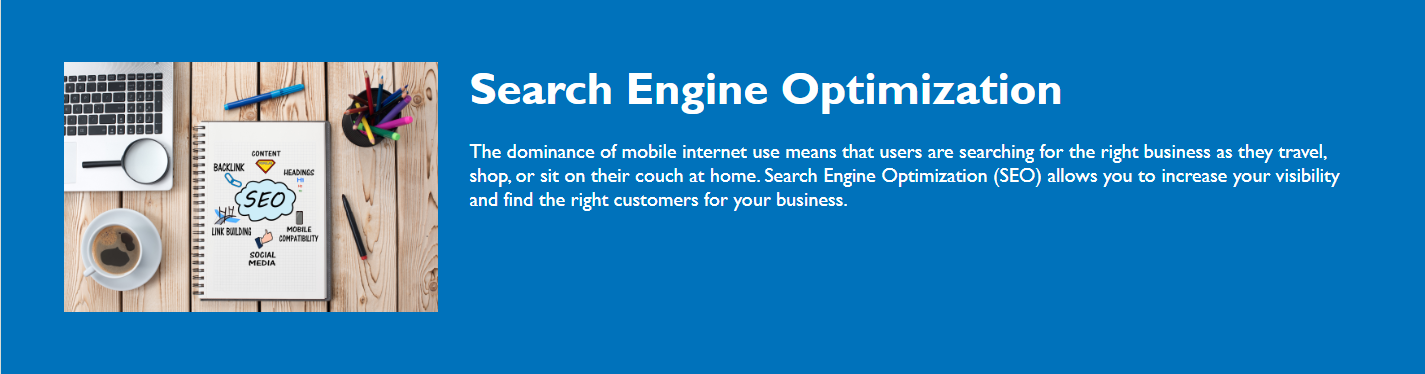 Search Engine Optimization
The dominance of mobile internet use means that users are searching for the right business as they travel,
shop, or sit on their couch at home. Search Engine Optimization (SEO) allows you to increase your visibility
and find the right customers for your business.
CONTENT
BACKLINK
HEADINGS
SEO
LINK BUILDING
MOBILE
COMPATIBILITY
SOCIAL
MEDIA